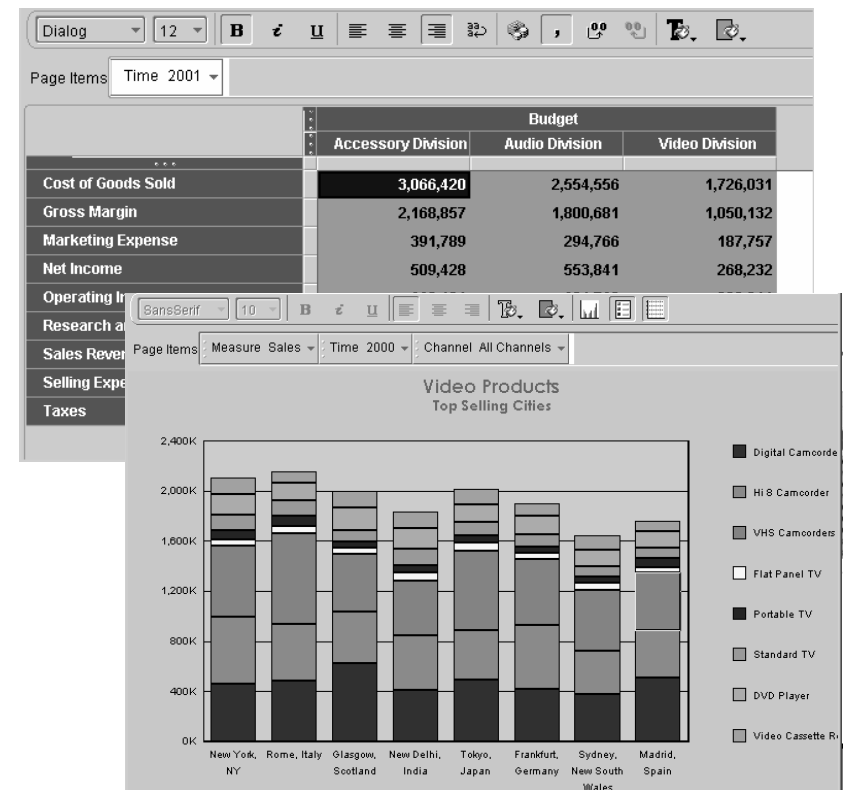 Dialog 12 B i U
Page Items Time 2001
Budget
Accessory Division Audio Division Video Division
Cost of Goods Sold 3,066,420 2,554,556 1,726,031
Gross Margin 2,168,857 1,800,681 1,050,132
Marketing Expense 391,789 294,766 187,757
Net Income 509,428 553,841 268,232
Operating In
Research a
Sales Rever
Selling Expe
Taxes
SansSerif 10 B i U
Page Items Measure Sales Time 2000 Channel All Channels
Video Products
Top Selling Cities
2,400K
2,000K
1,600K
1,200K
800K
400K
0K
New York, NY
Rome, Italy
Glasgow, Scotland
New Delhi, India
Tokyo, Japan
Frankfurt, Germany
Sydney, New South Wales
Madrid, Spain
Digital Camcorde
Hi 8 Camcorder
VHS Camcorders
Flat Panel TV
Portable TV
Standard TV
DVD Player
Video Cassette R